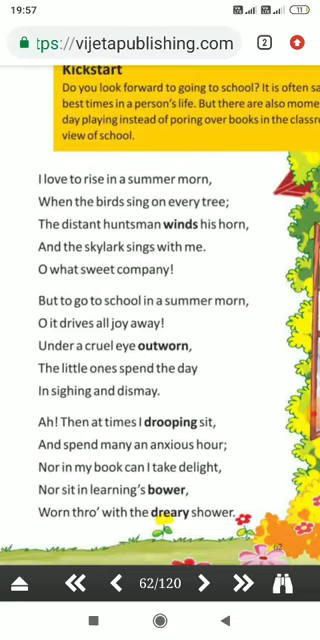 19:57
11
tps://vijetapublishing.com
2
Kickstart
Do you look forward to going to school? It is often sa
best times in a person's life. But there are also mome
day playing instead of poring over books in the classr
view of school.
I love to rise in a summer morn,
When the birds sing on every tree;
The distant huntsman winds his horn,
And the skylark sings with me.
O what sweet company!
But to go to school in a summer morn,
O it drives all joy away!
Under a cruel eye outworn,
The little ones spend the day
In sighing and dismay.
Ah! Then at times I drooping sit,
And spend many an anxious hour;
Nor in my book can I take delight,
Nor sit in learning's bower,
Worn thro' with the dreary shower.
62
62/120